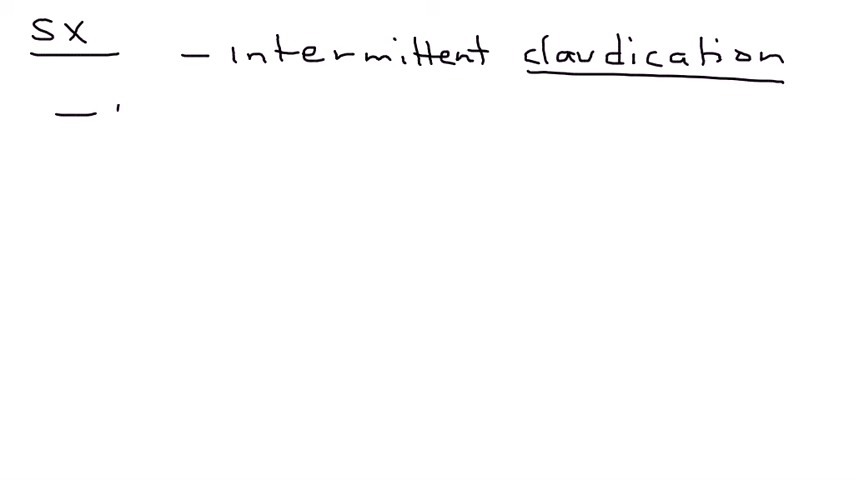 SX - intermittent claudication
-